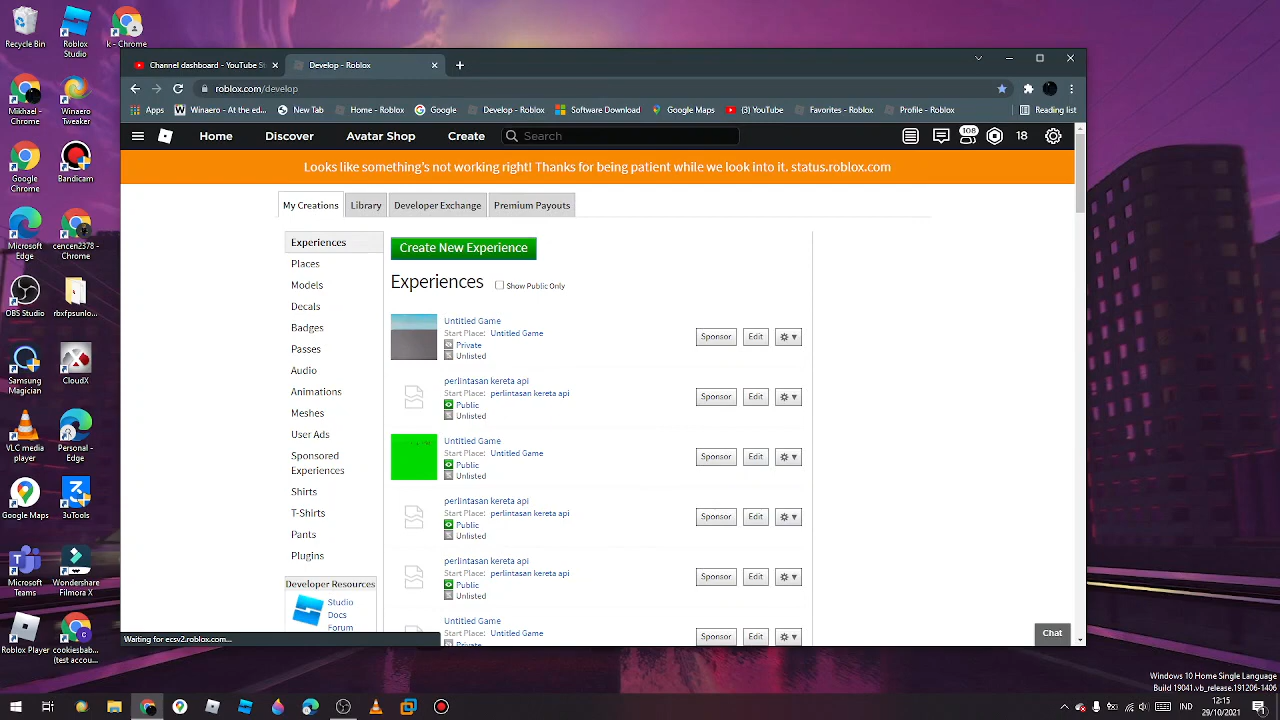 Recycle Bin
Roblox Studio
k - Chrome
Mikhael - Chrome
Winaero Tweaker
Google Chrome
Bandicam
Microsoft Edge
cencen2378 - Chrome
OBS Studio
rbxfpsunlo...
Samsung Magician
CloudX
VLC media player
Personal - Edge
Google Maps
3uTools
Microsoft Teams
Wondershare Filmora X
Roblox Player
cookiebab... (test accou...
Channel dashboard - YouTube St
Develop - Roblox
roblox.com/develop
Apps
Winaero - At the ed...
New Tab
Home - Roblox
Google
Develop - Roblox
Software Download
Google Maps
(3) YouTube
Favorites - Roblox
Profile - Roblox
Reading list
Home
Discover
Avatar Shop
Create
Search
108
18
Looks like something's not working right! Thanks for being patient while we look into it. status.roblox.com
My Creations
Library
Developer Exchange
Premium Payouts
Experiences
Places
Models
Decals
Badges
Passes
Audio
Animations
Meshes
User Ads
Sponsored
Experiences
Shirts
T-Shirts
Pants
Plugins
Developer Resources
Studio
Docs
Forum
Create New Experience
Experiences
Show Public Only
Untitled Game
Start Place: Untitled Game
Private
Unlisted
Sponsor
Edit
perlintasan kereta api
Start Place: perlintasan kereta api
Public
Unlisted
Sponsor
Edit
Untitled Game
Start Place: Untitled Game
Public
Unlisted
Sponsor
Edit
perlintasan kereta api
Start Place: perlintasan kereta api
Public
Unlisted
Sponsor
Edit
perlintasan kereta api
Start Place: perlintasan kereta api
Public
Unlisted
Sponsor
Edit
Untitled Game
Start Place: Untitled Game
Private
Sponsor
Edit
Waiting for ecsv2.roblox.com...
Chat
Windows 10 Home Single Language
Build 19041.vb_release.191206-1406
IND
12:15
29/10/2021